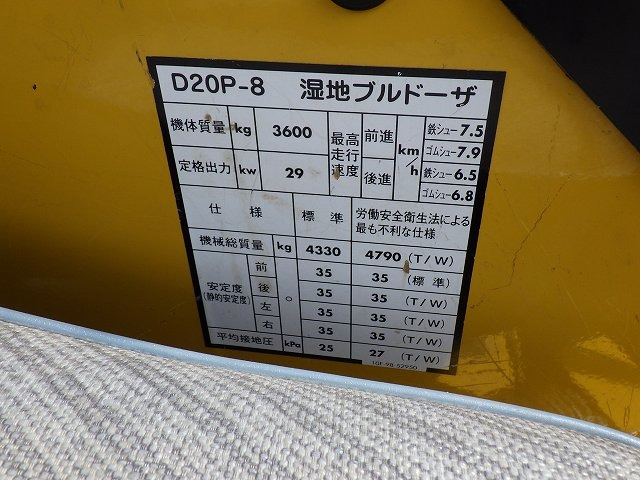 D20P-8 湿地ブルドーザ
機体質量 kg 3600 最高走行速度 前進 km/h 鉄シュー 7.5
ゴムシュー 7.9
定格出力 kw 29 後進 鉄シュー 6.5
ゴムシュー 6.8
仕様 標準 労働安全衛生法による最も不利な仕様
機械総質量 kg 4330 4790 (T/W)
安定度(静的安定度) 前 ° 35 35 (標準)
後 35 35 (T/W)
左 35 35 (T/W)
右 35 35 (T/W)
平均接地圧 kPa 25 27 (T/W)